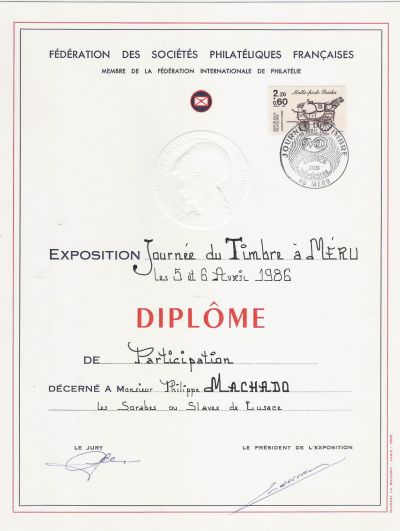 FÉDÉRATION DES SOCIÉTÉS PHILATÉLIQUES FRANÇAISES
MEMBRE DE LA FÉDÉRATION INTERNATIONALE DE PHILATÉLIE
2,20
+0,60
Malle-poste Briska
JOURNÉE DU TIMBRE
60 MERU
EXPOSITION Journée du Timbre à MÉRU
les 5 et 6 Avril 1986
DIPLÔME
DE Participation
DÉCERNÉ A Monsieur Philippe MACHADO
les Sorabes ou Slaves de Lusace
LE JURY
LE PRÉSIDENT DE L'EXPOSITION